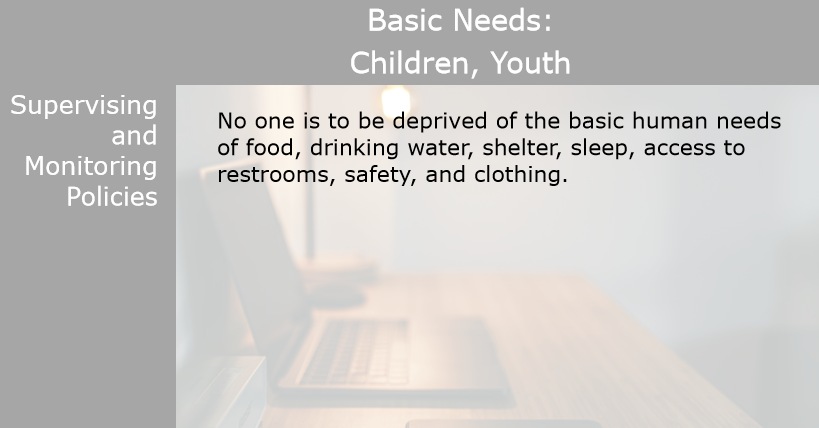 Basic Needs:
Children, Youth
Supervising
and
Monitoring
Policies
No one is to be deprived of the basic human needs
of food, drinking water, shelter, sleep, access to
restrooms, safety, and clothing.